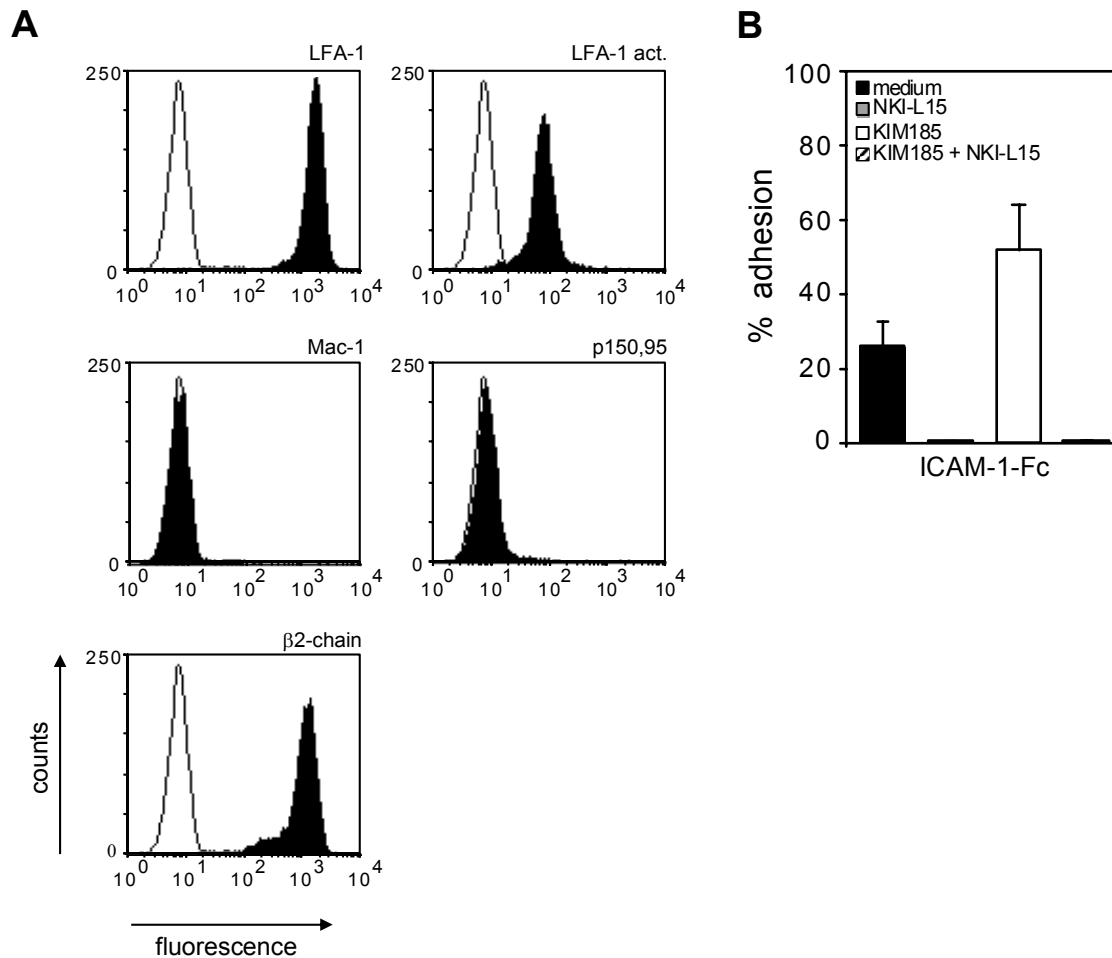 A
B
LFA-1
250
0
10^0 10^1 10^2 10^3 10^4
LFA-1 act.
250
0
10^0 10^1 10^2 10^3 10^4
Mac-1
250
0
10^0 10^1 10^2 10^3 10^4
p150,95
250
0
10^0 10^1 10^2 10^3 10^4
β2-chain
250
0
10^0 10^1 10^2 10^3 10^4
counts
fluorescence
100
80
60
40
20
0
% adhesion
medium
NKI-L15
KIM185
KIM185 + NKI-L15
ICAM-1-Fc